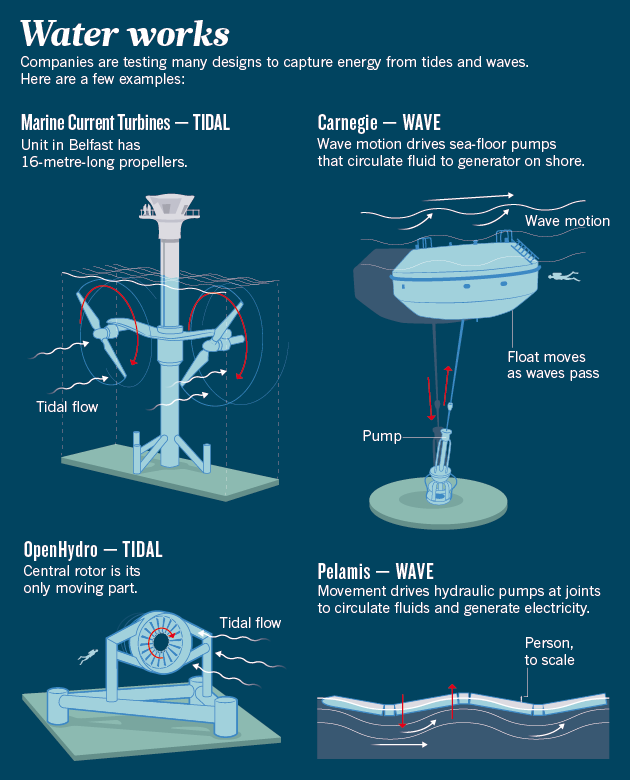 Water works
Companies are testing many designs to capture energy from tides and waves.
Here are a few examples:
Marine Current Turbines — TIDAL
Unit in Belfast has
16-metre-long propellers.
Tidal flow
Carnegie — WAVE
Wave motion drives sea-floor pumps
that circulate fluid to generator on shore.
Wave motion
Float moves
as waves pass
Pump
OpenHydro — TIDAL
Central rotor is its
only moving part.
Tidal flow
Pelamis — WAVE
Movement drives hydraulic pumps at joints
to circulate fluids and generate electricity.
Person,
to scale